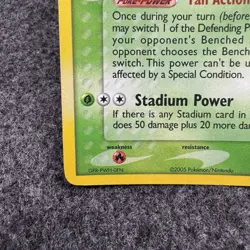 POKé-POWER Fan Action
Once during your turn (before
may switch 1 of the Defending P
your opponent's Benched
opponent chooses the Bench
switch. This power can't be u
affected by a Special Condition.
Stadium Power
If there is any Stadium card in
does 50 damage plus 20 more da
weakness resistance
©2005 Pokémon/Nintendo